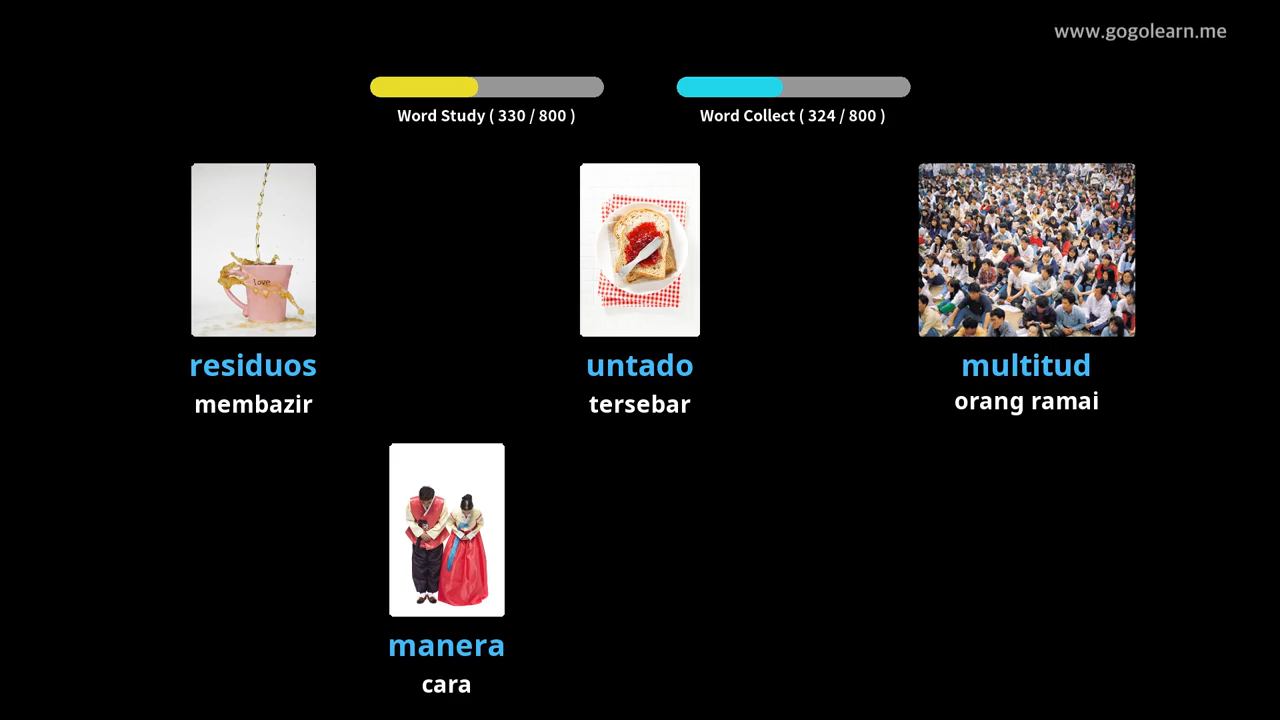 www.gogolearn.me
Word Study ( 330 / 800 )
Word Collect ( 324 / 800 )
love
residuos
untado
multitud
membazir
tersebar
orang ramai
manera
cara